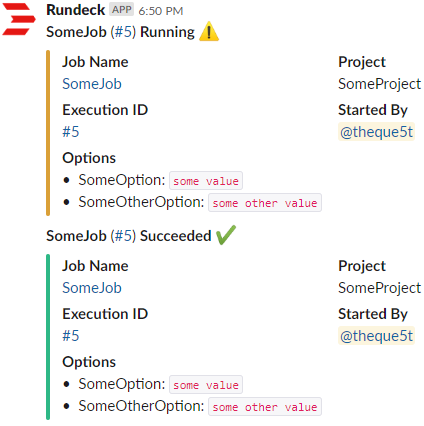 Rundeck APP 6:50 PM
SomeJob (#5) Running ⚠️
Job Name Project
SomeJob SomeProject
Execution ID Started By
#5 @theque5t
Options
• SomeOption: some value
• SomeOtherOption: some other value
SomeJob (#5) Succeeded ✔️
Job Name Project
SomeJob SomeProject
Execution ID Started By
#5 @theque5t
Options
• SomeOption: some value
• SomeOtherOption: some other value